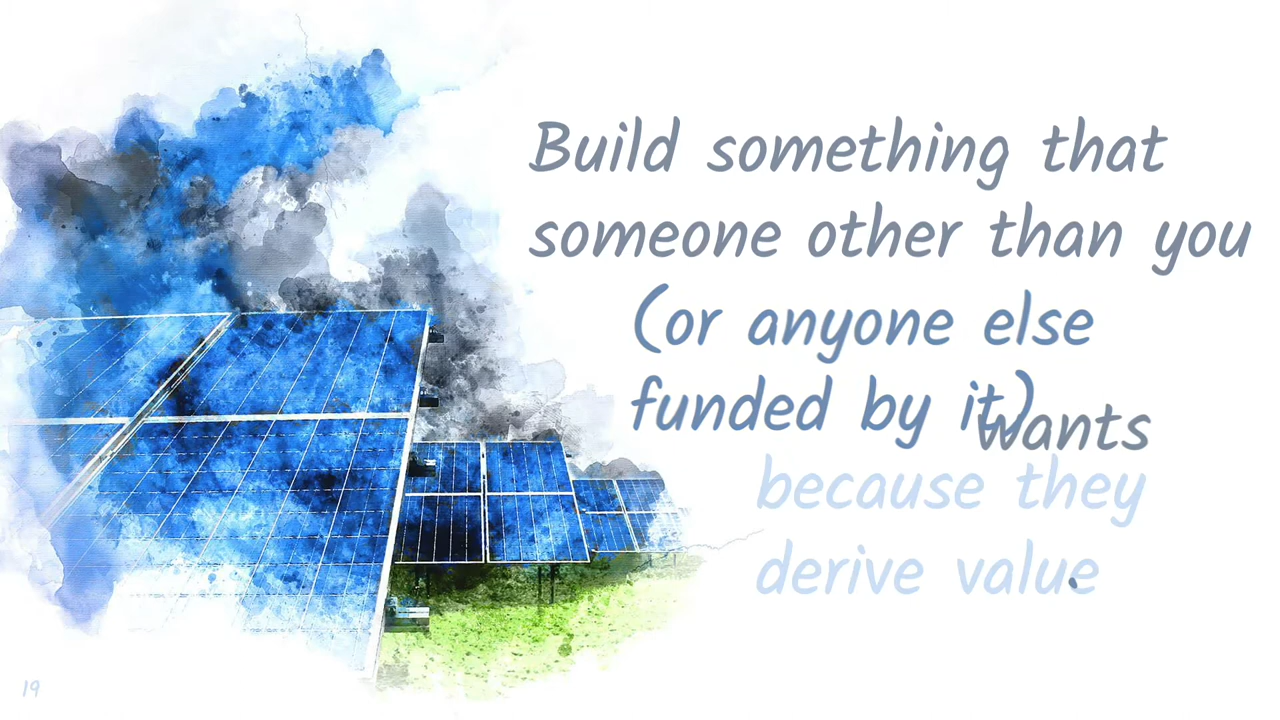 Build something that
someone other than you
(or anyone else
funded by it)
wants
because they
derive value
.
19